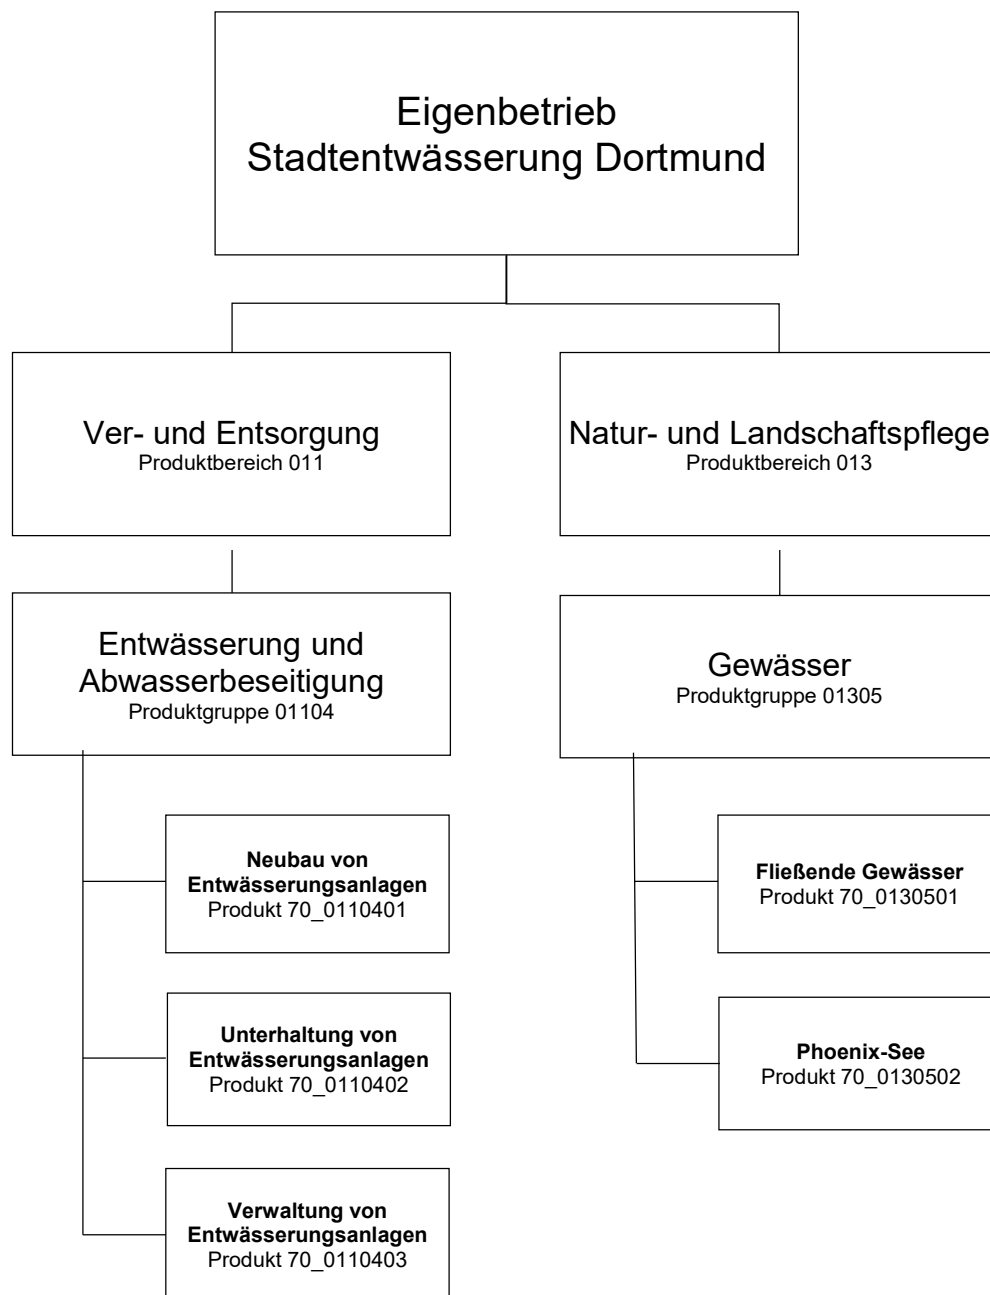 Eigenbetrieb
Stadtentwässerung Dortmund
Ver- und Entsorgung
Produktbereich 011
Natur- und Landschaftspflege
Produktbereich 013
Entwässerung und
Abwasserbeseitigung
Produktgruppe 01104
Gewässer
Produktgruppe 01305
Neubau von
Entwässerungsanlagen
Produkt 70_0110401
Fließende Gewässer
Produkt 70_0130501
Unterhaltung von
Entwässerungsanlagen
Produkt 70_0110402
Phoenix-See
Produkt 70_0130502
Verwaltung von
Entwässerungsanlagen
Produkt 70_0110403